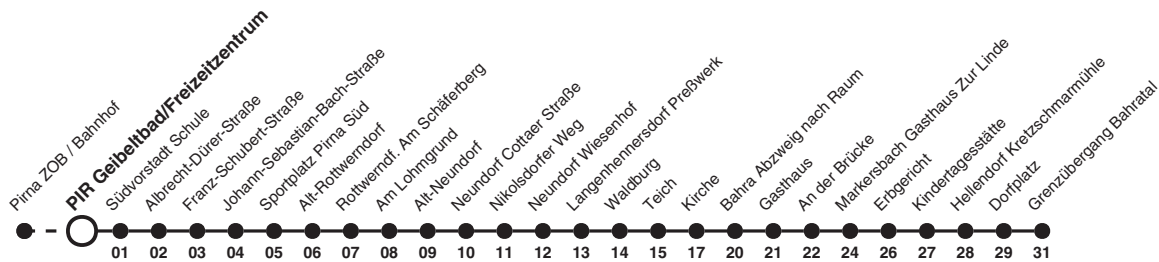 Pirna ZOB / Bahnhof
PIR Geibeltbad/Freizeitzentrum
Südvorstadt Schule
Albrecht-Dürer-Straße
Franz-Schubert-Straße
Johann-Sebastian-Bach-Straße
Sportplatz Pirna Süd
Alt-Rottwerndorf
Rottwerndf. Am Schäferberg
Am Lohmgrund
Alt-Neundorf
Neundorf Cottaer Straße
Nikolsdorfer Weg
Neundorf Wiesenhof
Langenhennersdorf Preßwerk
Waldburg
Teich
Kirche
Bahra Abzweig nach Raum
Gasthaus
An der Brücke
Markersbach Gasthaus Zur Linde
Erbgericht
Kindertagesstätte
Hellendorf Kretzschmarmühle
Dorfplatz
Grenzübergang Bahratal
01 02 03 04 05 06 07 08 09 10 11 12 13 14 15 17 20 21 22 24 26 27 28 29 31